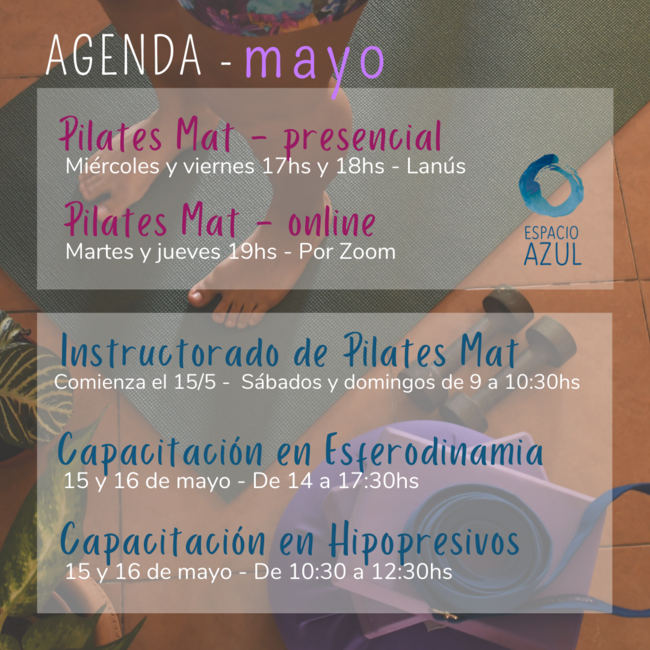 AGENDA - mayo
Pilates Mat - presencial
Miércoles y viernes 17hs y 18hs - Lanús
Pilates Mat - online
Martes y jueves 19hs - Por Zoom
ESPACIO
AZUL
Instructorado de Pilates Mat
Comienza el 15/5 - Sábados y domingos de 9 a 10:30hs
Capacitación en Esferodinamia
15 y 16 de mayo - De 14 a 17:30hs
Capacitación en Hipopresivos
15 y 16 de mayo - De 10:30 a 12:30hs